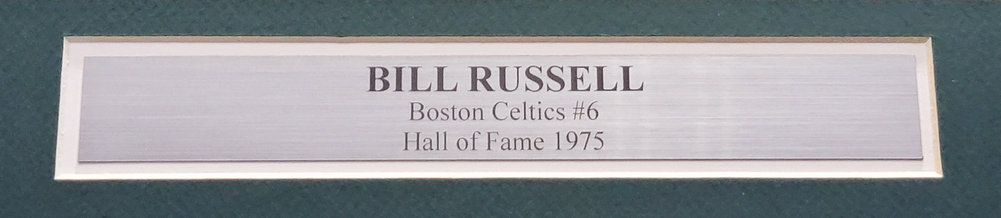 BILL RUSSELL
Boston Celtics #6
Hall of Fame 1975